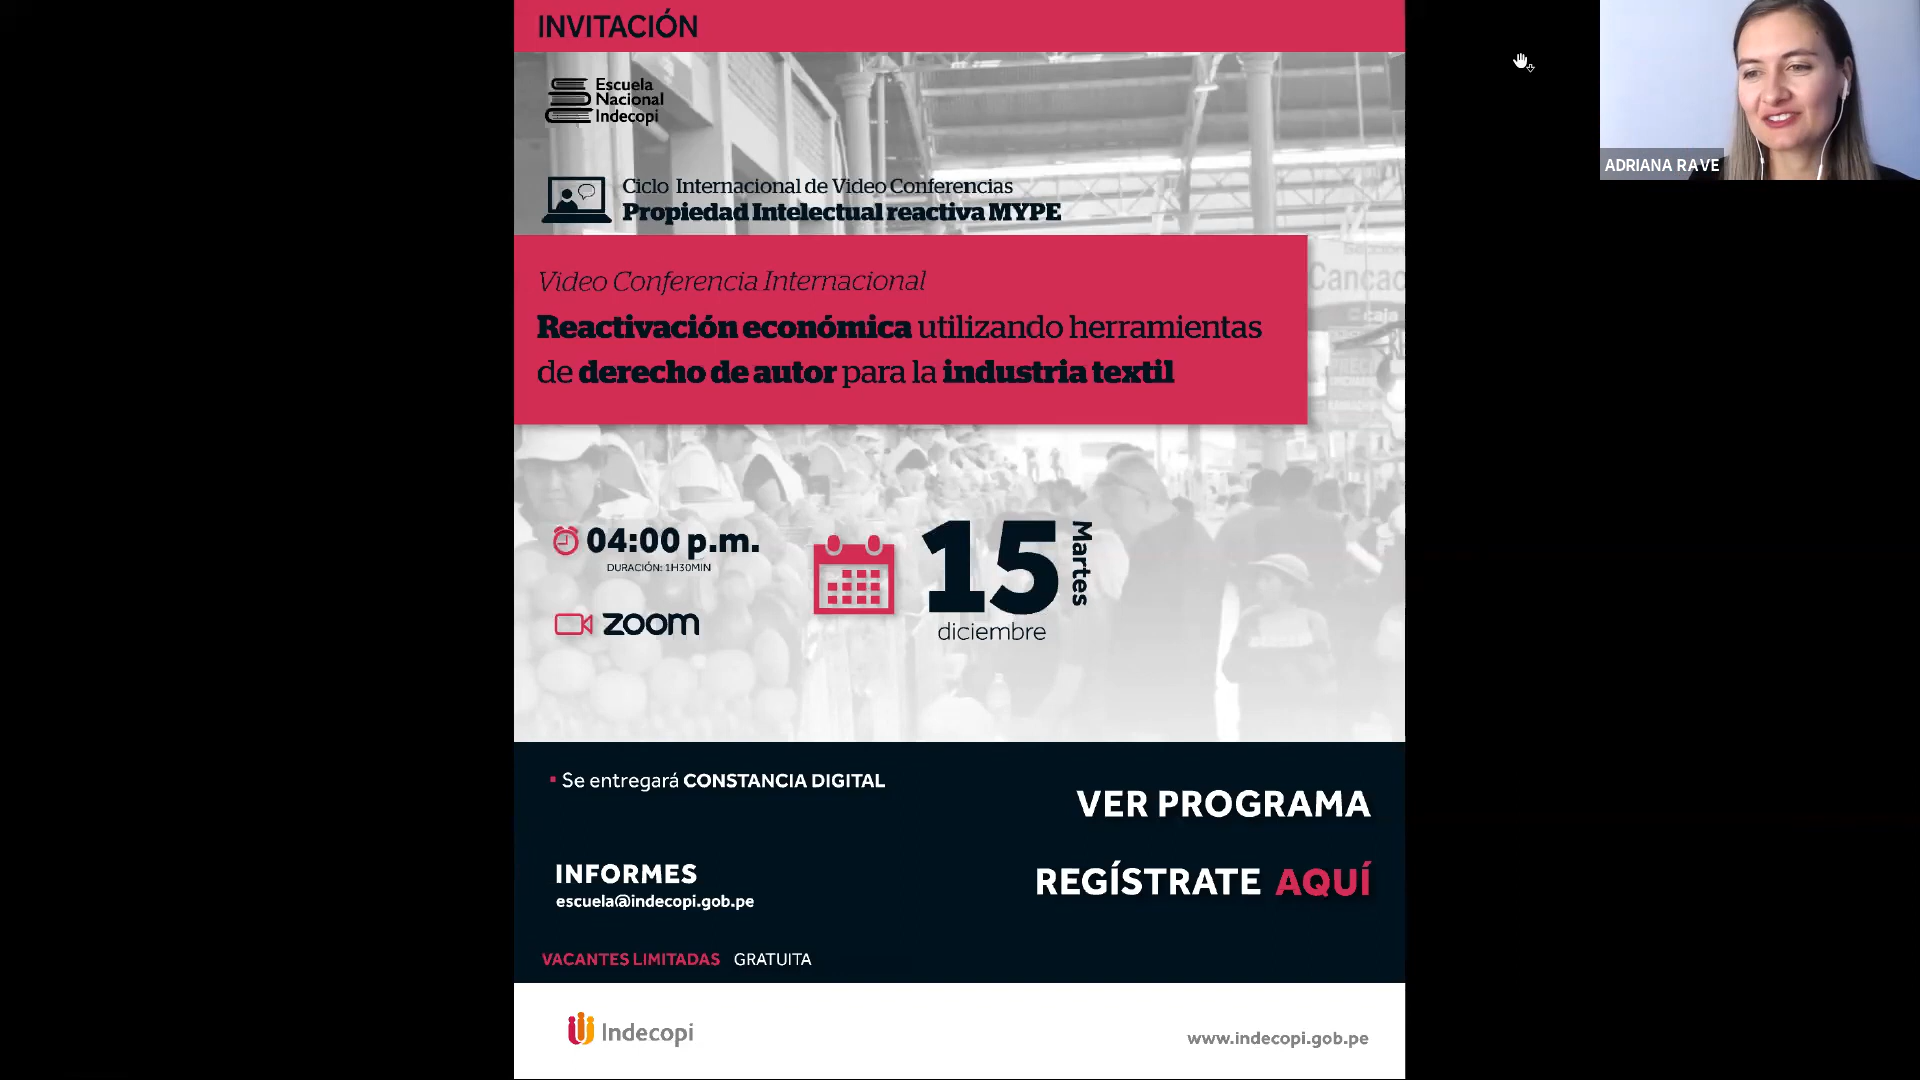 INVITACIÓN
Escuela
Nacional
Indecopi
Ciclo Internacional de Video Conferencias
Propiedad Intelectual reactiva MYPE
Video Conferencia Internacional
Reactivación económica utilizando herramientas
de derecho de autor para la industria textil
04:00 p.m.
DURACIÓN: 1H30MIN
zoom
15
Martes
diciembre
Se entregará CONSTANCIA DIGITAL
VER PROGRAMA
INFORMES
escuela@indecopi.gob.pe
REGÍSTRATE AQUÍ
VACANTES LIMITADAS GRATUITA
Indecopi
www.indecopi.gob.pe
ADRIANA RAVE